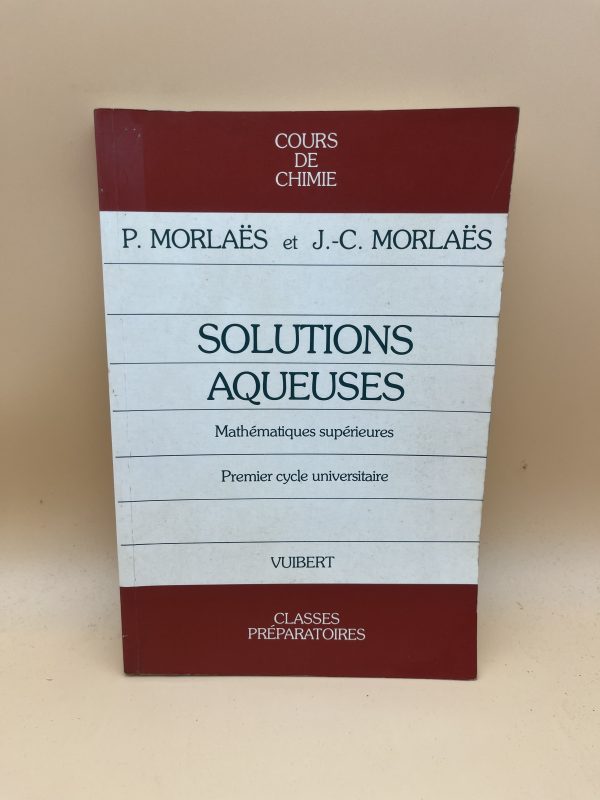 COURS
DE
CHIMIE
P. MORLAËS et J.-C. MORLAËS
SOLUTIONS
AQUEUSES
Mathématiques supérieures
Premier cycle universitaire
VUIBERT
CLASSES
PRÉPARATOIRES